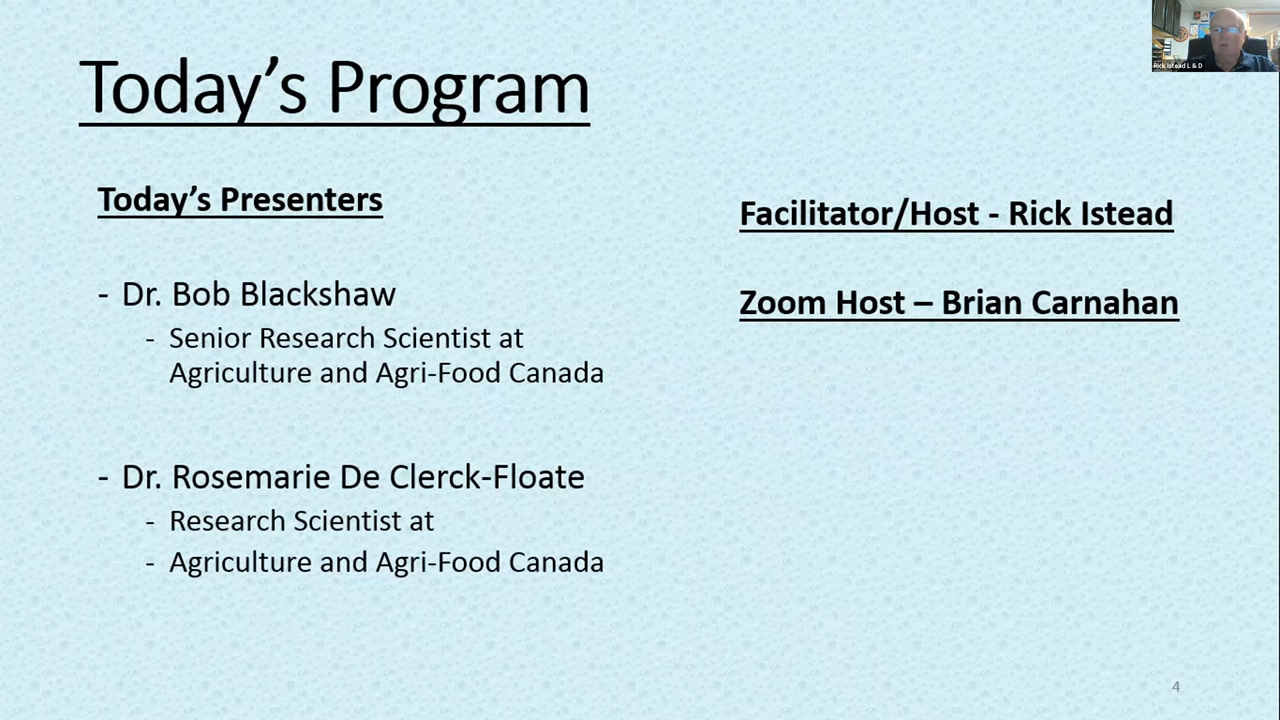 Today’s Program
Today’s Presenters
- Dr. Bob Blackshaw
- Senior Research Scientist at
Agriculture and Agri-Food Canada
- Dr. Rosemarie De Clerck-Floate
- Research Scientist at
- Agriculture and Agri-Food Canada
Facilitator/Host - Rick Istead
Zoom Host – Brian Carnahan
Rick Istead L & D
4